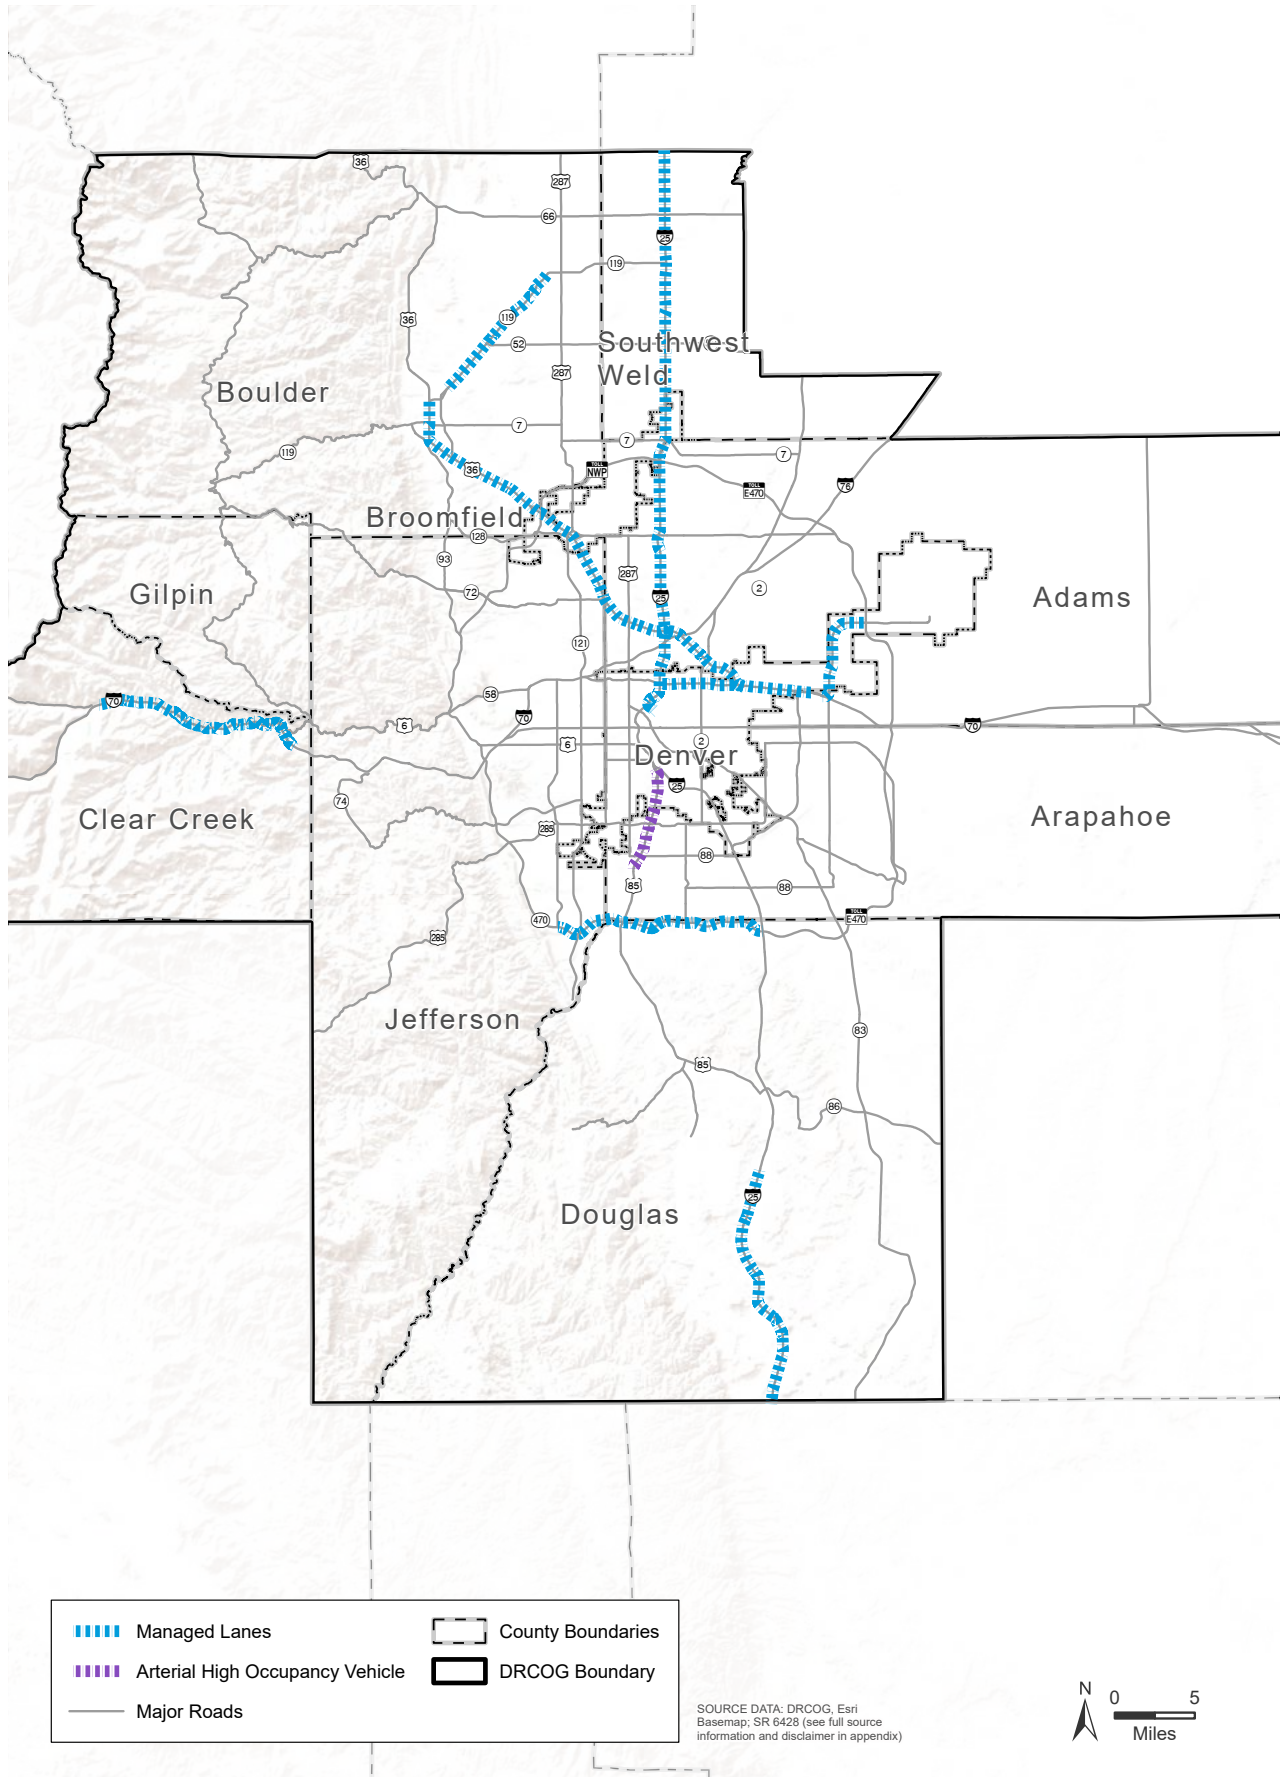 36
287
66
25
119
36
119
52
Southwest
Weld
287
Boulder
7
7
7
119
36
TOLL
NWP
TOLL
E470
76
Broomfield
128
93
287
72
2
25
Gilpin
Adams
121
58
70
70
6
6
2
70
Denver
25
74
Clear Creek
285
Arapahoe
88
85
88
470
TOLL
E470
285
Jefferson
83
85
86
25
Douglas
Managed Lanes
Arterial High Occupancy Vehicle
Major Roads
County Boundaries
DRCOG Boundary
SOURCE DATA: DRCOG, Esri
Basemap; SR 6428 (see full source
information and disclaimer in appendix)
N
0 5
Miles